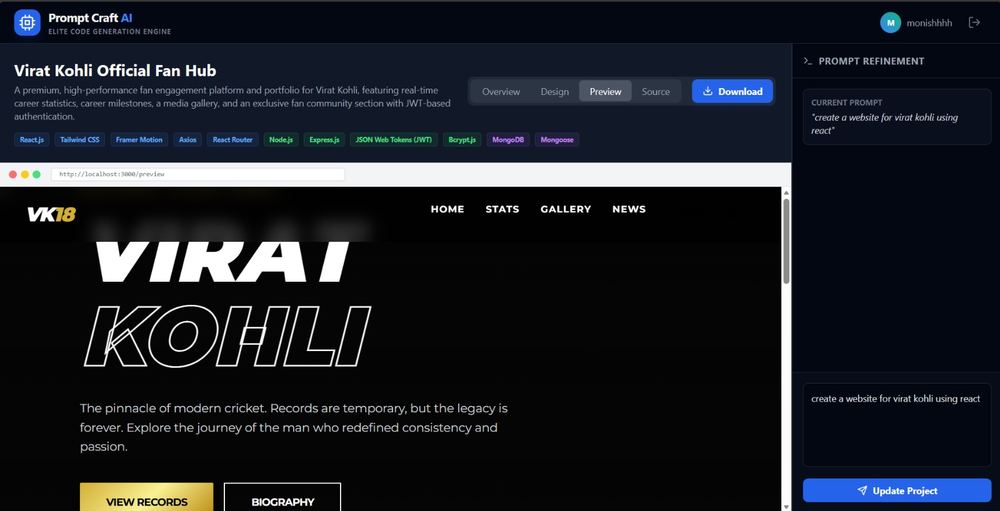 Prompt Craft AI
ELITE CODE GENERATION ENGINE
M
monishhhh
Virat Kohli Official Fan Hub
A premium, high-performance fan engagement platform and portfolio for Virat Kohli, featuring real-time
career statistics, career milestones, a media gallery, and an exclusive fan community section with JWT-based
authentication.
Overview
Design
Preview
Source
Download
React.js
Tailwind CSS
Framer Motion
Axios
React Router
Node.js
Express.js
JSON Web Tokens (JWT)
Bcrypt.js
MongoDB
Mongoose
http://localhost:3000/preview
VK18
HOME
STATS
GALLERY
NEWS
VIRAT
KOHLI
The pinnacle of modern cricket. Records are temporary, but the legacy is
forever. Explore the journey of the man who redefined consistency and
passion.
VIEW RECORDS
BIOGRAPHY
PROMPT REFINEMENT
CURRENT PROMPT
"create a website for virat kohli using
react"
create a website for virat kohli using react
Update Project